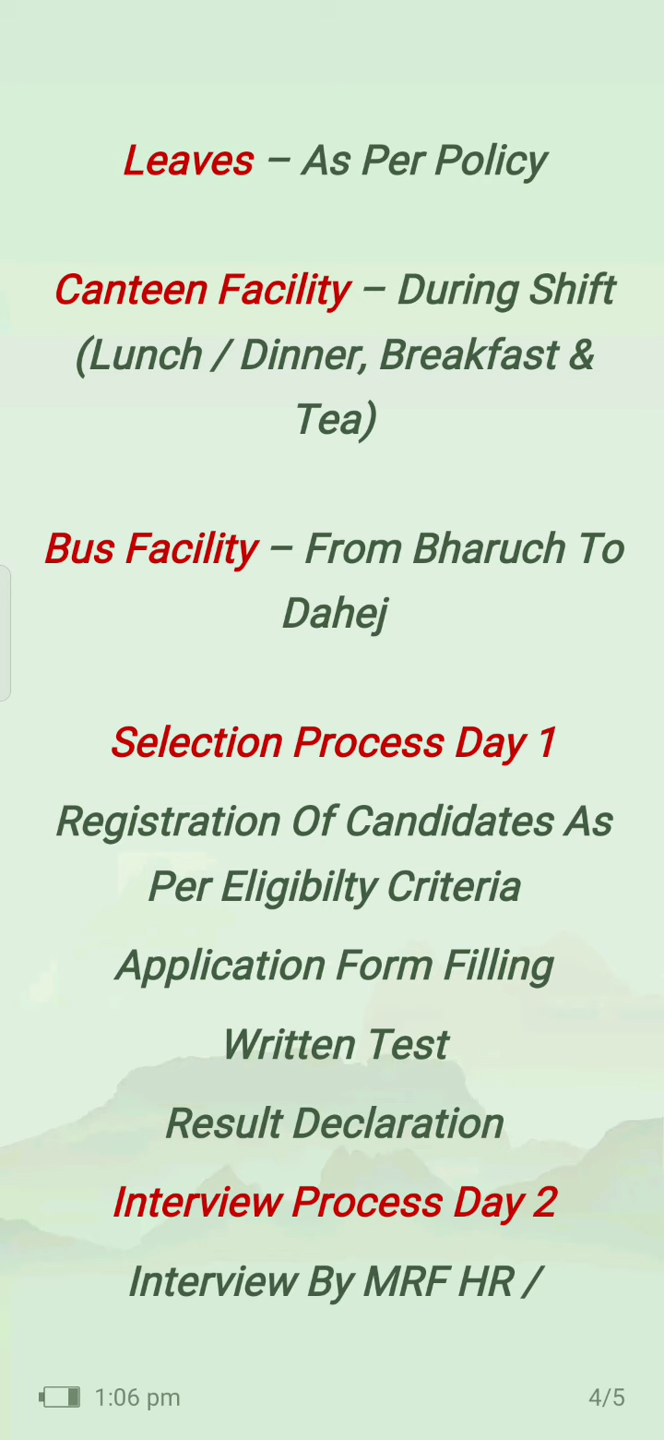 Leaves – As Per Policy
Canteen Facility – During Shift
(Lunch / Dinner, Breakfast &
Tea)
Bus Facility – From Bharuch To
Dahej
Selection Process Day 1
Registration Of Candidates As
Per Eligibilty Criteria
Application Form Filling
Written Test
Result Declaration
Interview Process Day 2
Interview By MRF HR /
1:06 pm
4/5